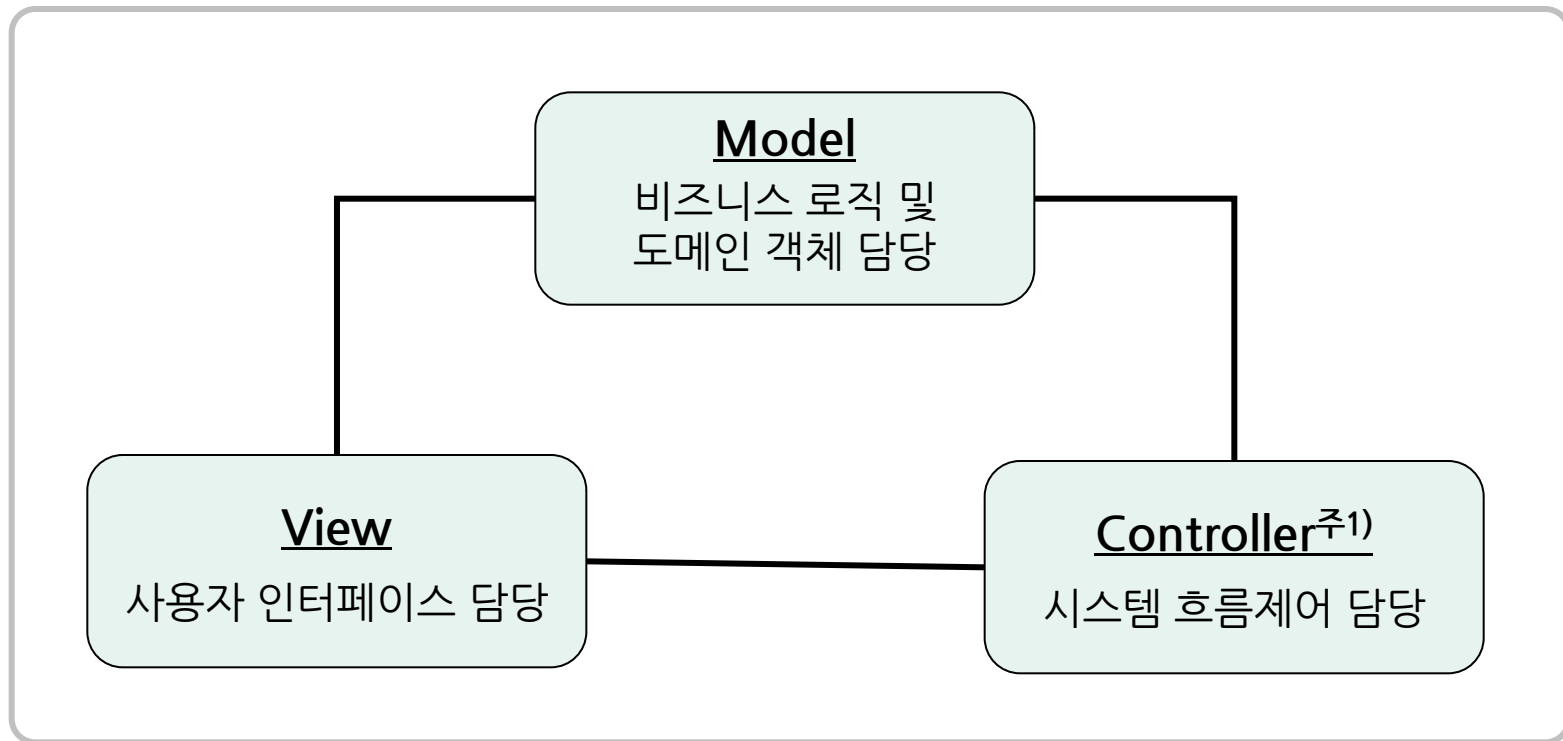 Model
비즈니스 로직 및
도메인 객체 담당
View
사용자 인터페이스 담당
Controller주1)
시스템 흐름제어 담당